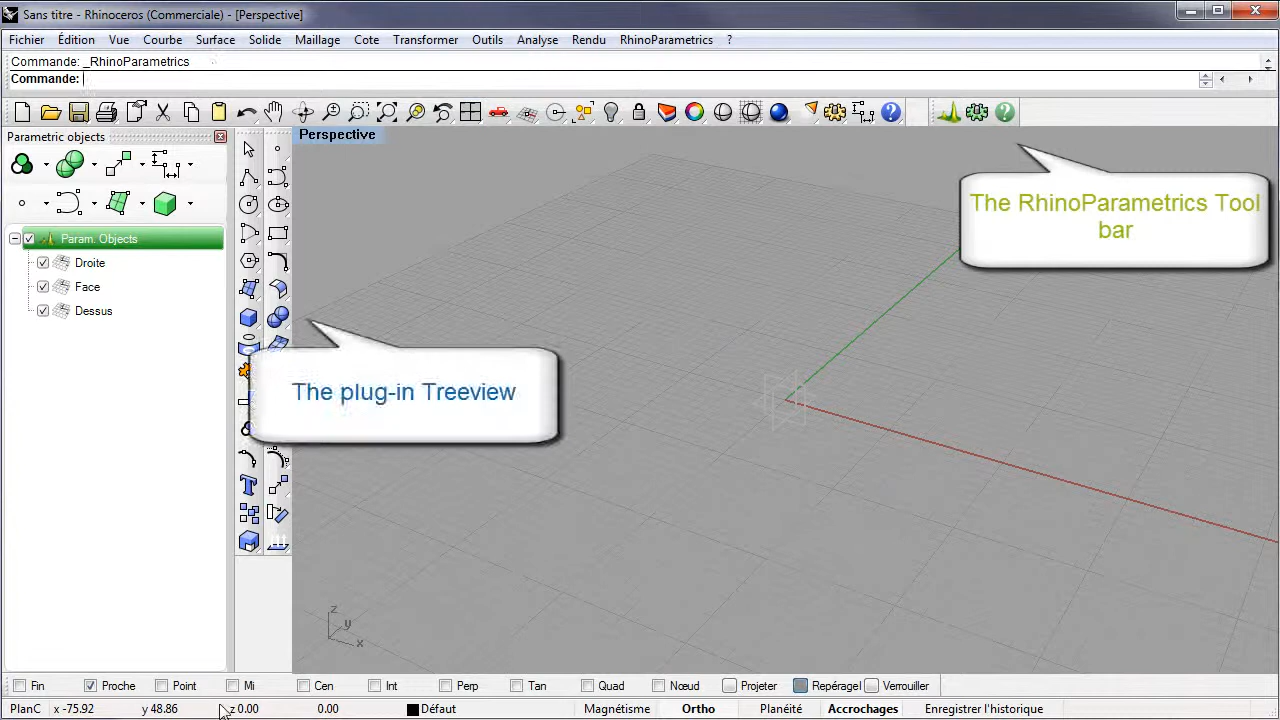 Sans titre - Rhinoceros (Commerciale) - [Perspective]
Fichier Édition Vue Courbe Surface Solide Maillage Cote Transformer Outils Analyse Rendu RhinoParametrics ?
Commande: _RhinoParametrics
Commande:
Parametric objects
Perspective
The RhinoParametrics Tool
bar
Param. Objects
Droite
Face
Dessus
The plug-in Treeview
z
y
x
Fin Proche Point Mi Cen Int Perp Tan Quad Nœud Projeter Repéragel Verrouiller
PlanC x -75.92 y 48.86 z 0.00 0.00 Défaut Magnétisme Ortho Planéité Accrochages Enregistrer l'historique